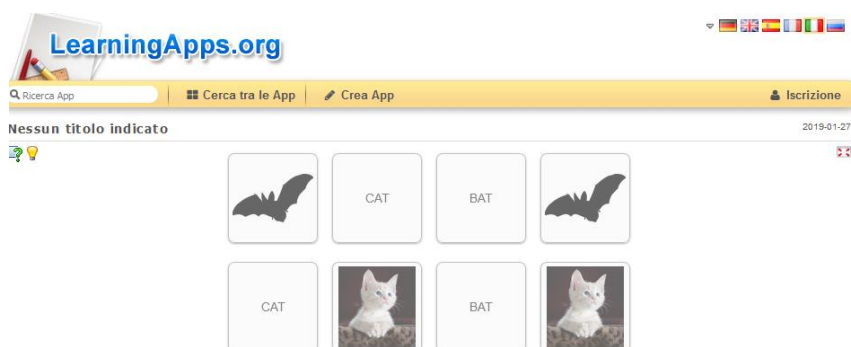 LearningApps.org
Ricerca App Cerca tra le App Crea App Iscrizione
Nessun titolo indicato 2019-01-27
CAT BAT
CAT BAT